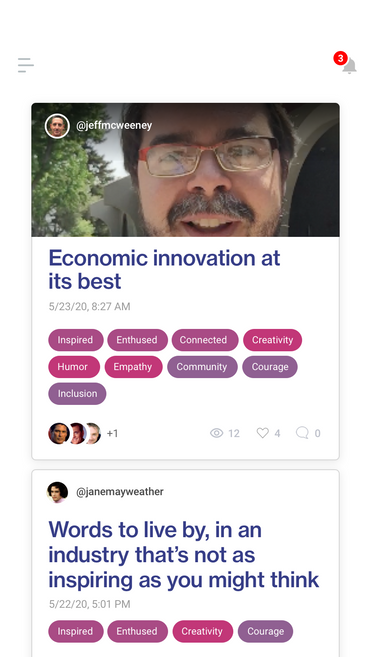 3
@jeffmcweeney
Economic innovation at
its best
5/23/20, 8:27 AM
Inspired Enthused Connected Creativity
Humor Empathy Community Courage
Inclusion
+1 12 4 0
@janemayweather
Words to live by, in an
industry that’s not as
inspiring as you might think
5/22/20, 5:01 PM
Inspired Enthused Creativity Courage